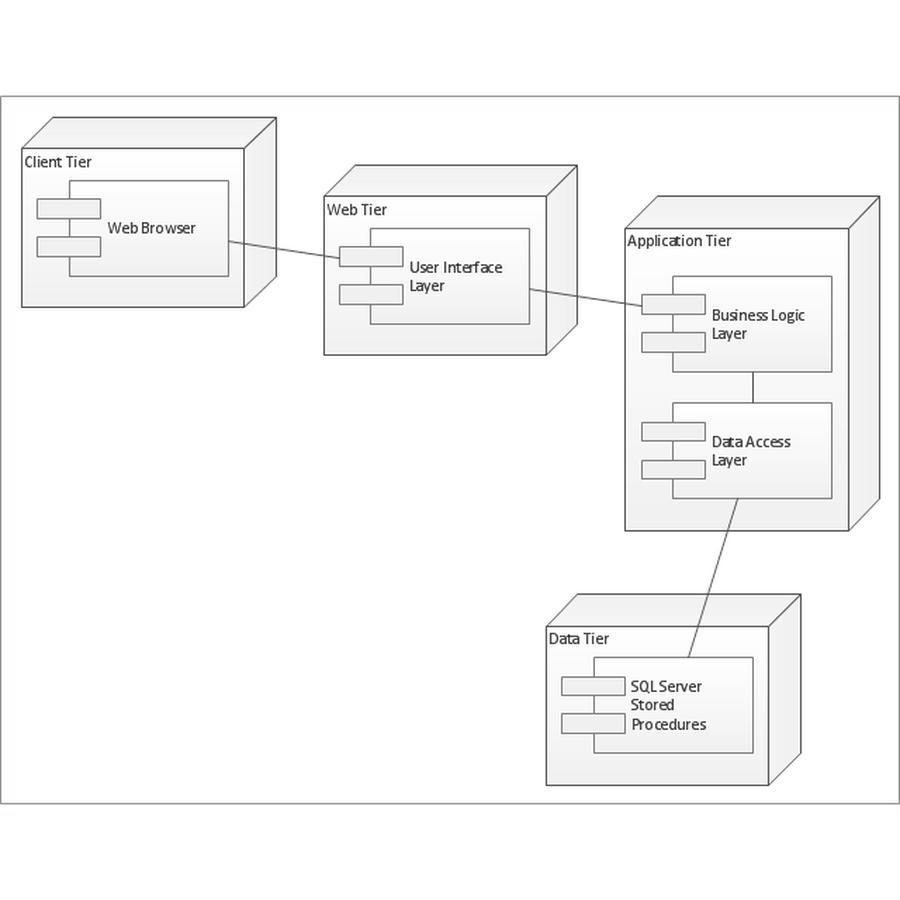 Client Tier
Web Browser
Web Tier
User Interface
Layer
Application Tier
Business Logic
Layer
Data Access
Layer
Data Tier
SQL Server
Stored
Procedures